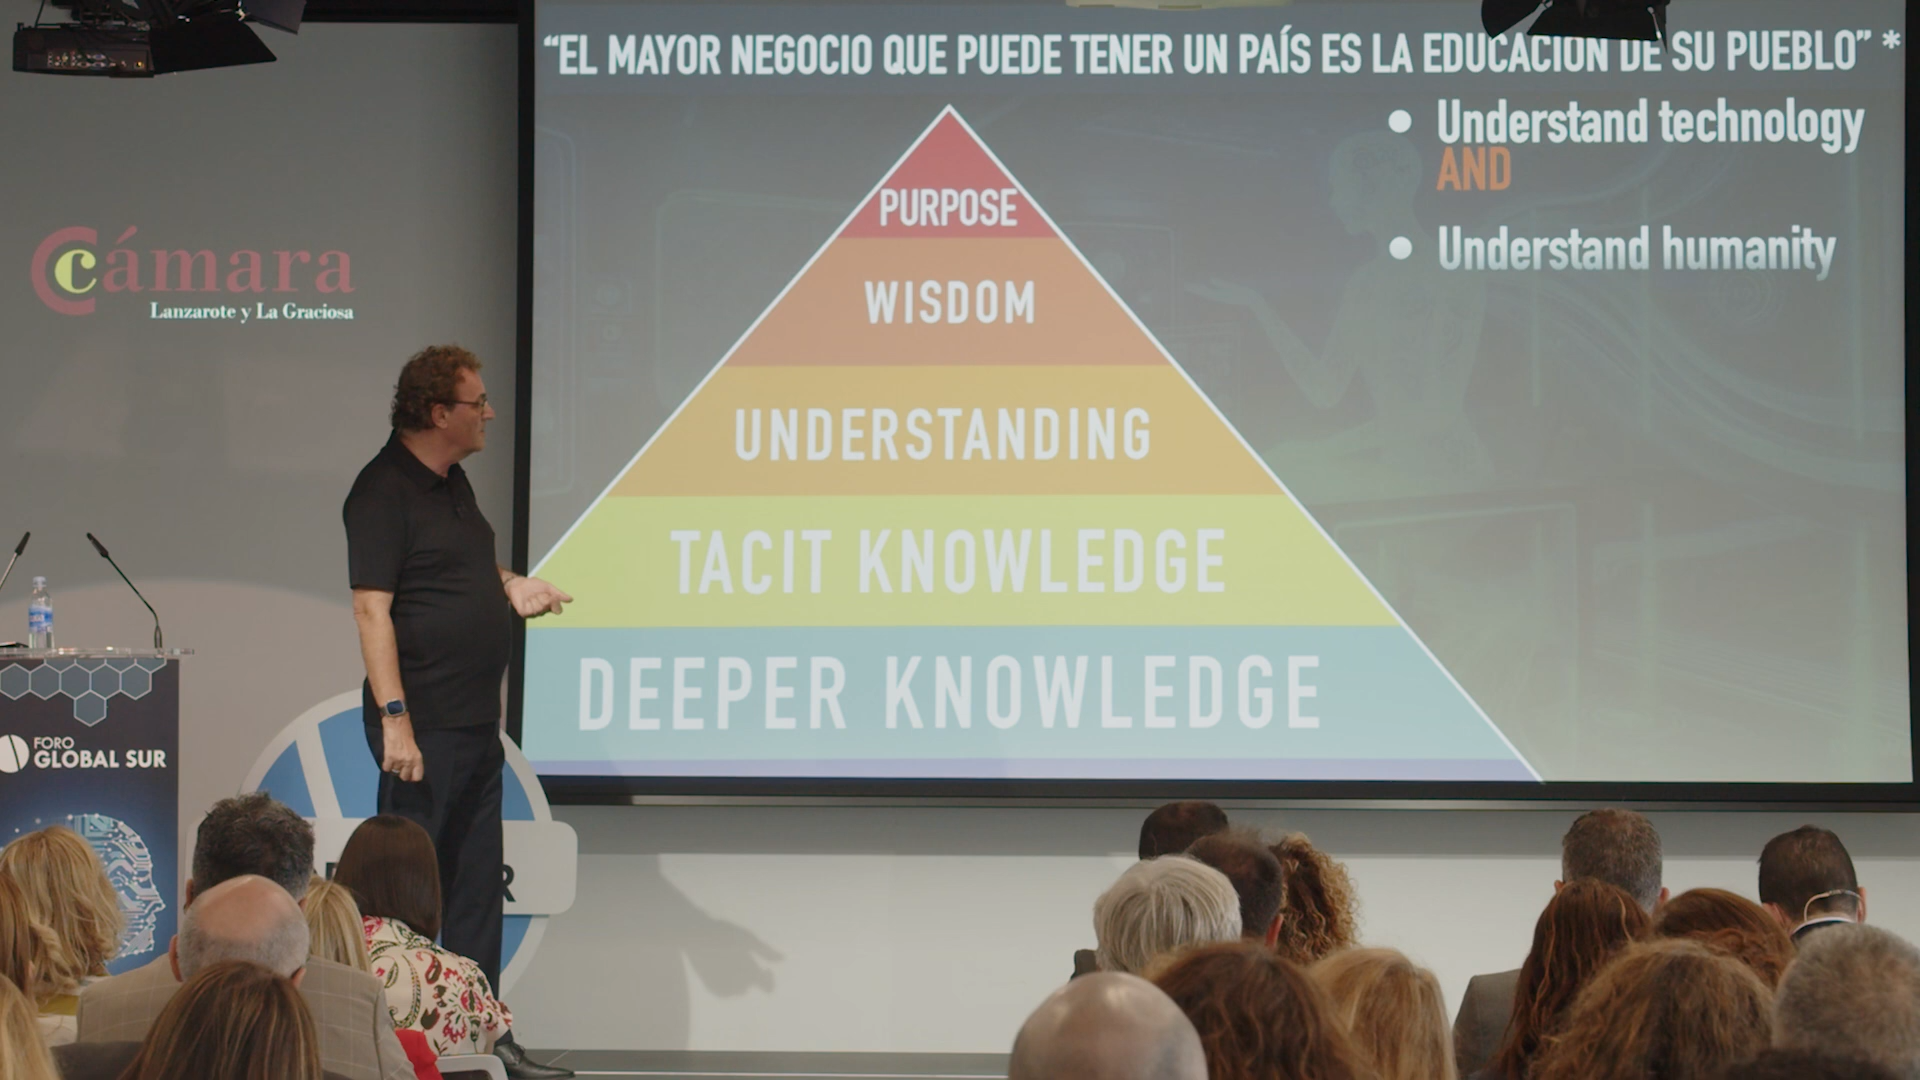 “EL MAYOR NEGOCIO QUE PUEDE TENER UN PAÍS ES LA EDUCACIÓN DE SU PUEBLO” *
• Understand technology
AND
• Understand humanity
PURPOSE
WISDOM
UNDERSTANDING
TACIT KNOWLEDGE
DEEPER KNOWLEDGE
Cámara
Lanzarote y La Graciosa
FORO
GLOBAL SUR